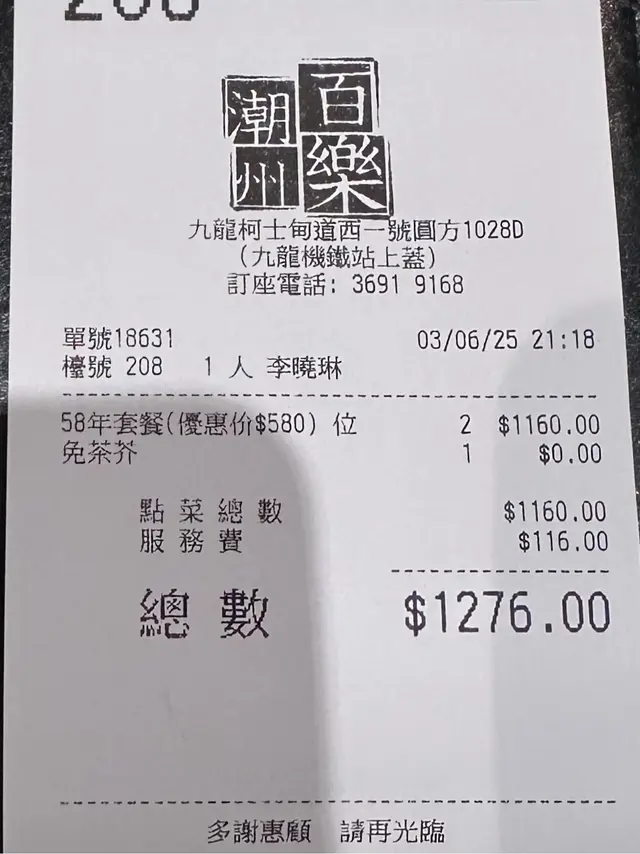 208
百樂
潮州
九龍柯士甸道西一號圓方1028D
(九龍機鐵站上蓋)
訂座電話: 3691 9168
單號18631 03/06/25 21:18
檯號 208 1 人 李曉琳
58年套餐(優惠价$580) 位 2 $1160.00
免茶芥 1 $0.00
點菜總數 $1160.00
服務費 $116.00
總數 $1276.00
多謝惠顧 請再光臨